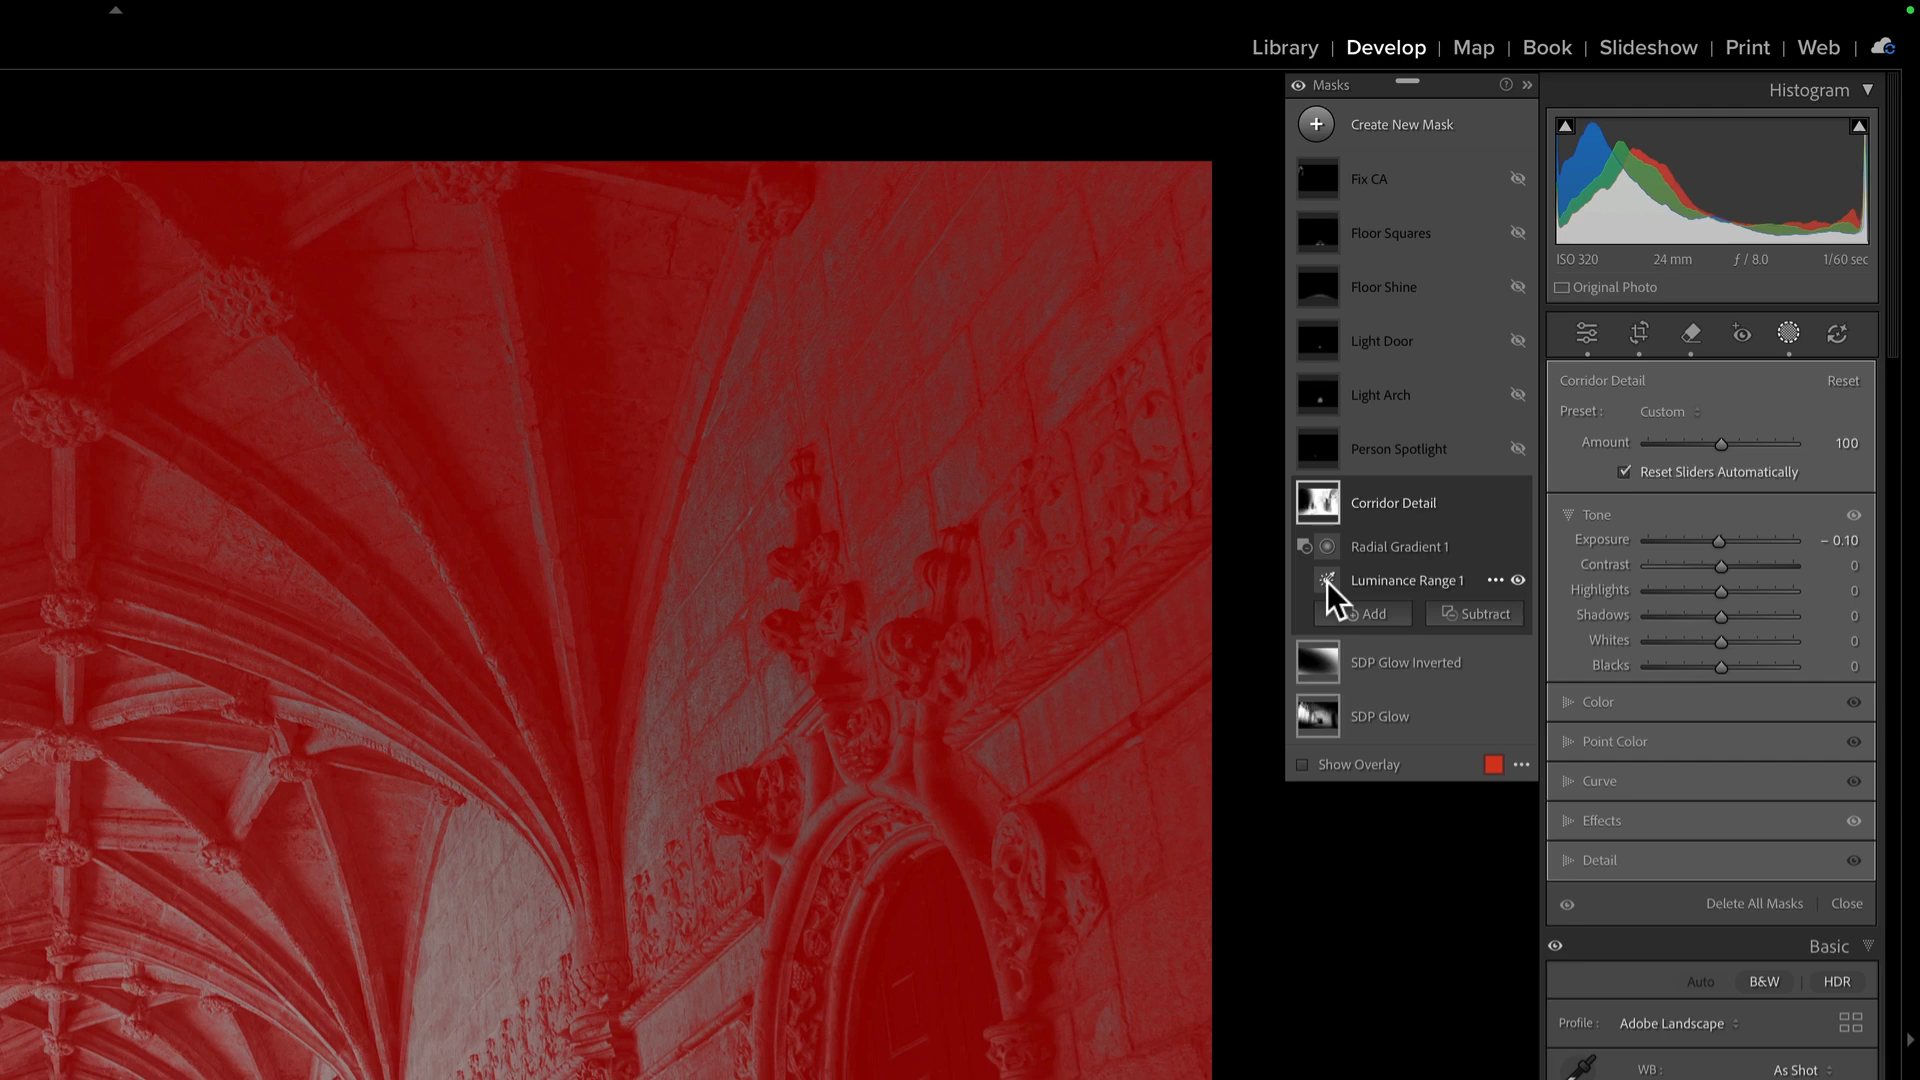 Library | Develop | Map | Book | Slideshow | Print | Web |
Masks
Create New Mask
Fix CA
Floor Squares
Floor Shine
Light Door
Light Arch
Person Spotlight
Corridor Detail
Radial Gradient 1
Luminance Range 1
Add Subtract
SDP Glow Inverted
SDP Glow
Show Overlay
Histogram
ISO 320 24 mm ƒ / 8.0 1/60 sec
Original Photo
Corridor Detail Reset
Preset : Custom
Amount 100
Reset Sliders Automatically
Tone
Exposure – 0.10
Contrast 0
Highlights 0
Shadows 0
Whites 0
Blacks 0
Color
Point Color
Curve
Effects
Detail
Delete All Masks Close
Basic
Auto B&W | HDR
Profile : Adobe Landscape
WB : As Shot